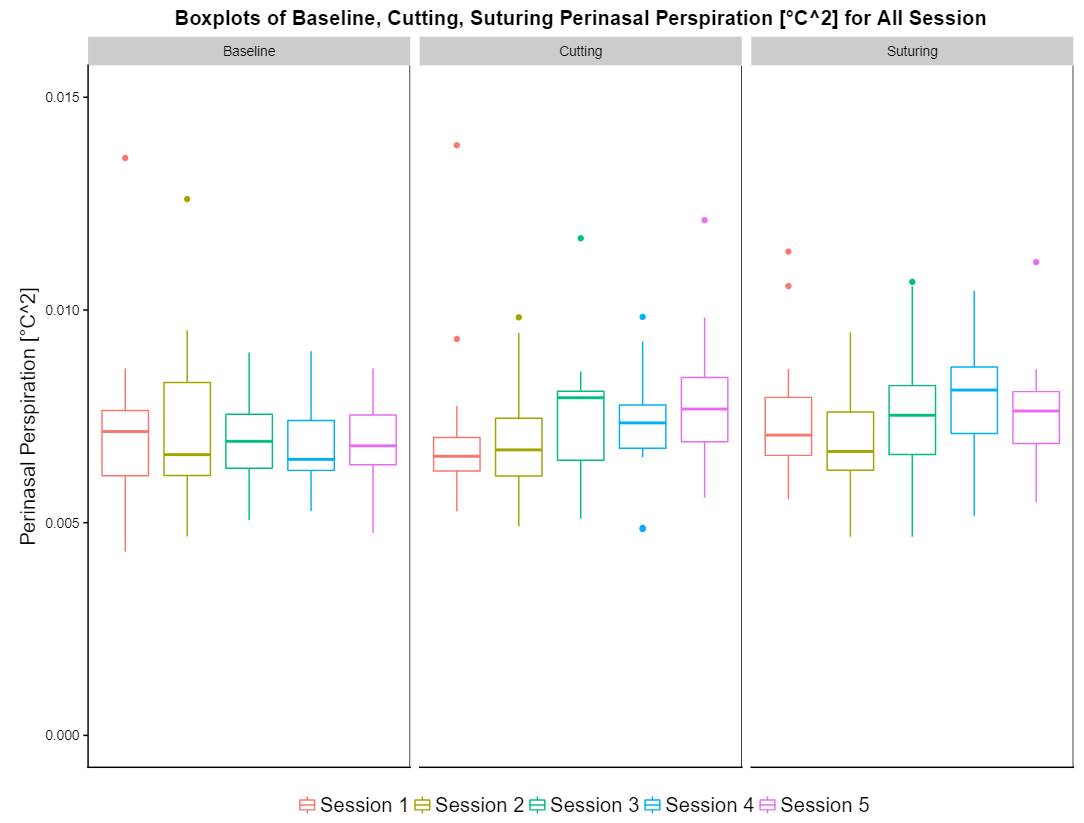 Boxplots of Baseline, Cutting, Suturing Perinasal Perspiration [°C^2] for All Session
Baseline
Cutting
Suturing
Perinasal Perspiration [°C^2]
0.015
0.010
0.005
0.000
Session 1 Session 2 Session 3 Session 4 Session 5